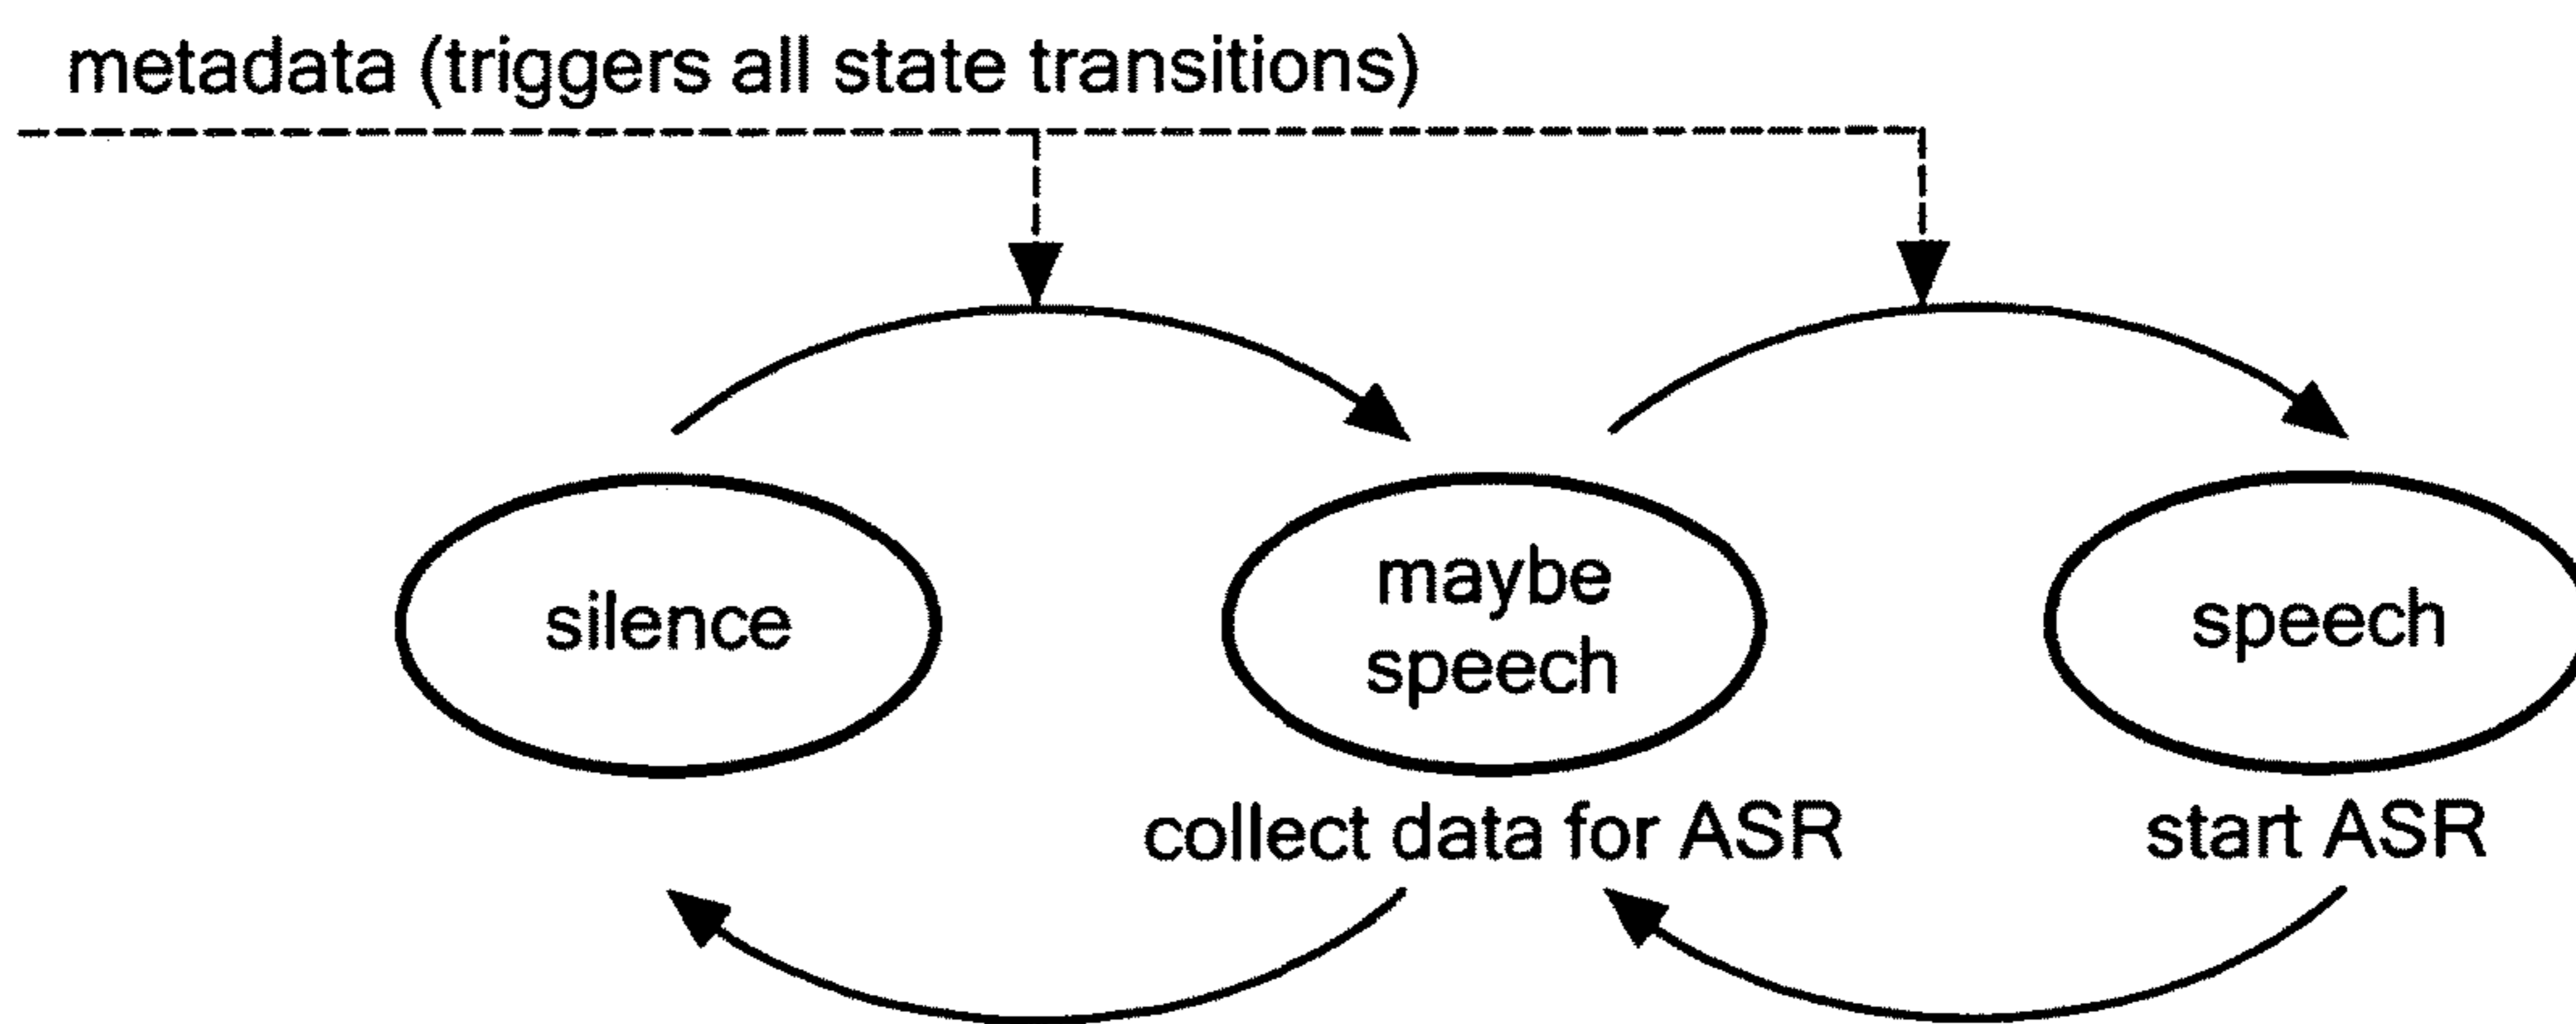 metadata (triggers all state transitions)
silence
maybe
speech
speech
collect data for ASR
start ASR